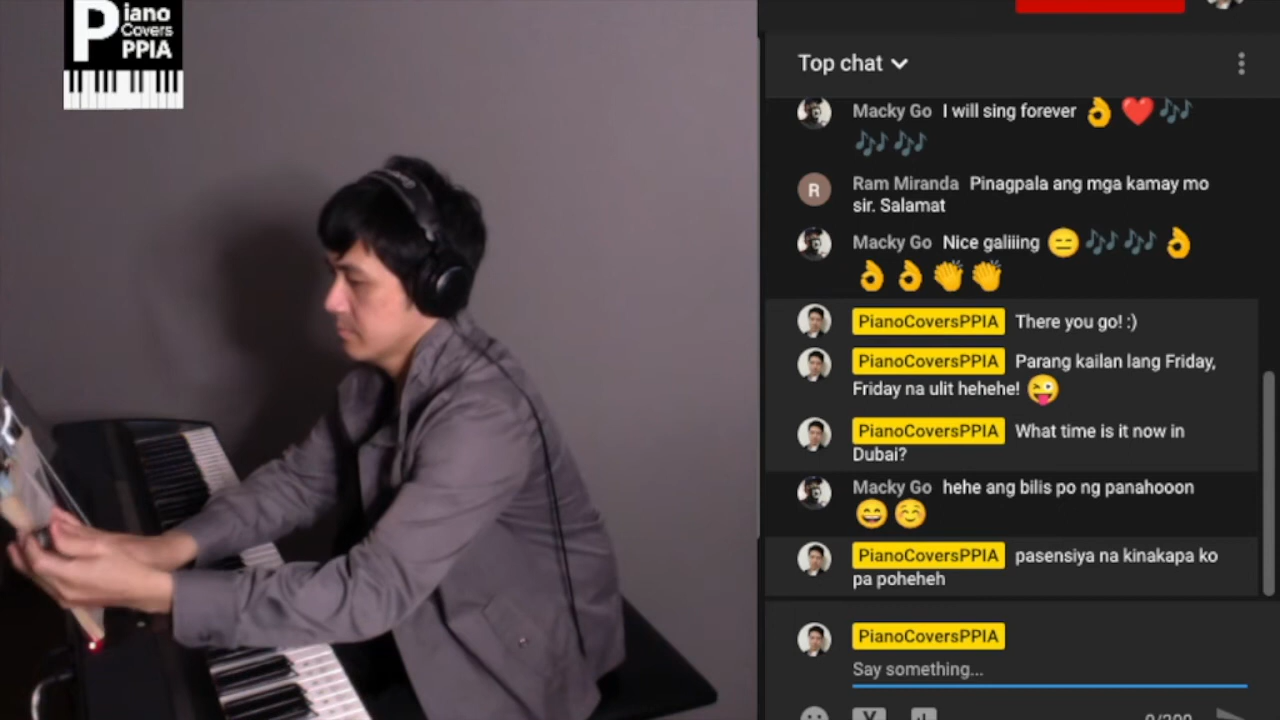 Piano
Covers
PPIA
Top chat
Macky Go I will sing forever 👌 ❤️ 🎶
🎶🎶
R Ram Miranda Pinagpala ang mga kamay mo
sir. Salamat
Macky Go Nice galiiing 😑🎶🎶👌
👌👌👏👏
PianoCoversPPIA There you go! :)
PianoCoversPPIA Parang kailan lang Friday,
Friday na ulit hehehe! 😜
PianoCoversPPIA What time is it now in
Dubai?
Macky Go hehe ang bilis po ng panahooon
😄☺️
PianoCoversPPIA pasensiya na kinakapa ko
pa poheheh
PianoCoversPPIA
Say something...
0/200